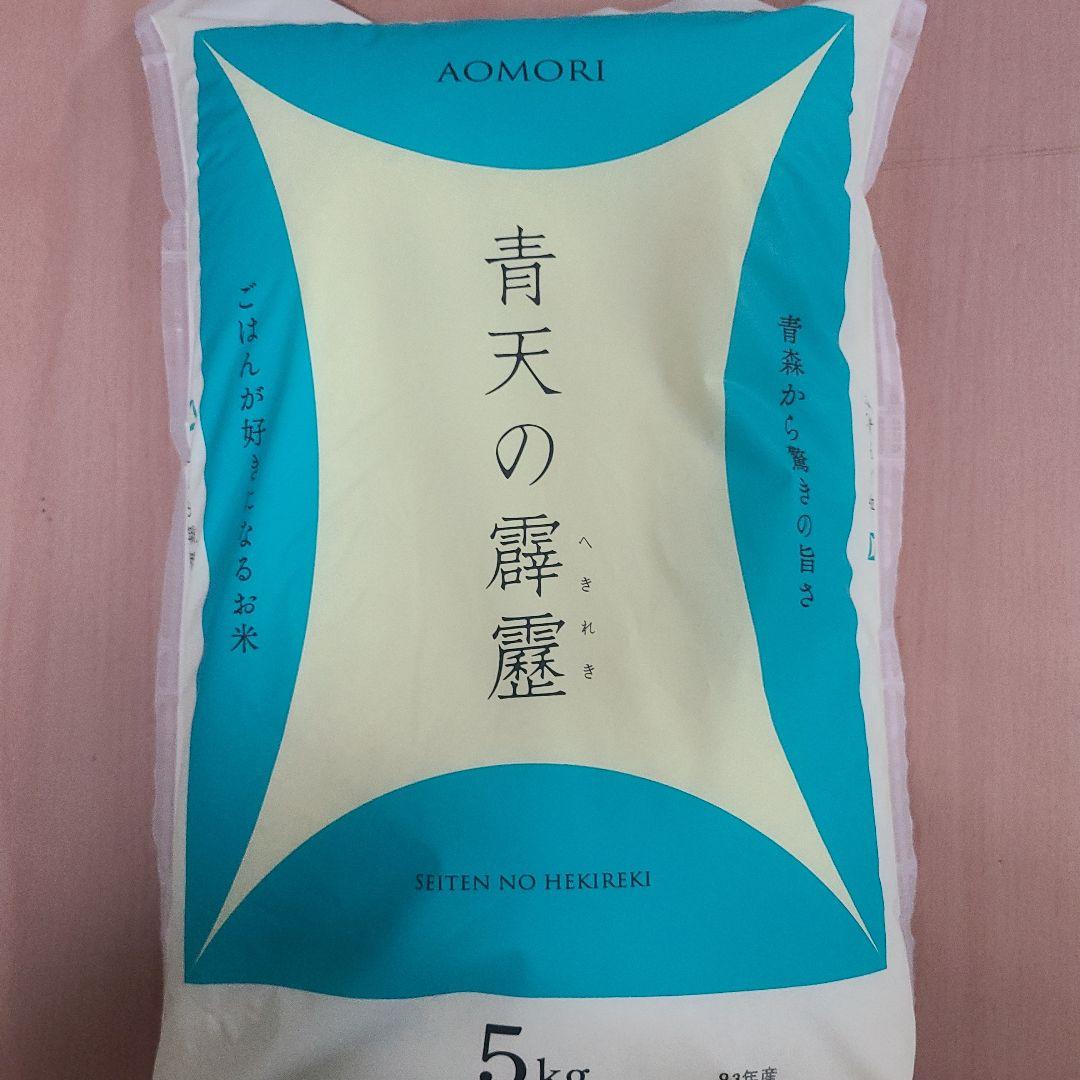 AOMORI
青森から驚きの旨さ
青天の霹靂
へきれき
ごはんが好きになるお米
SEITEN NO HEKIREKI
5kg